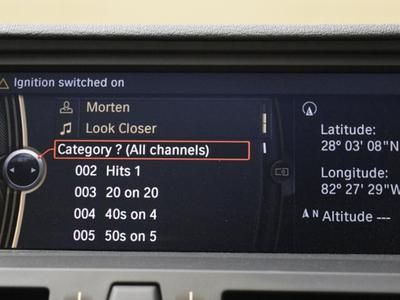 Ignition switched on
Morten
Look Closer
Category ? (All channels)
002 Hits 1
003 20 on 20
004 40s on 4
005 50s on 5
Latitude:
28° 03' 08"N
Longitude:
82° 27' 29"W
N Altitude ---